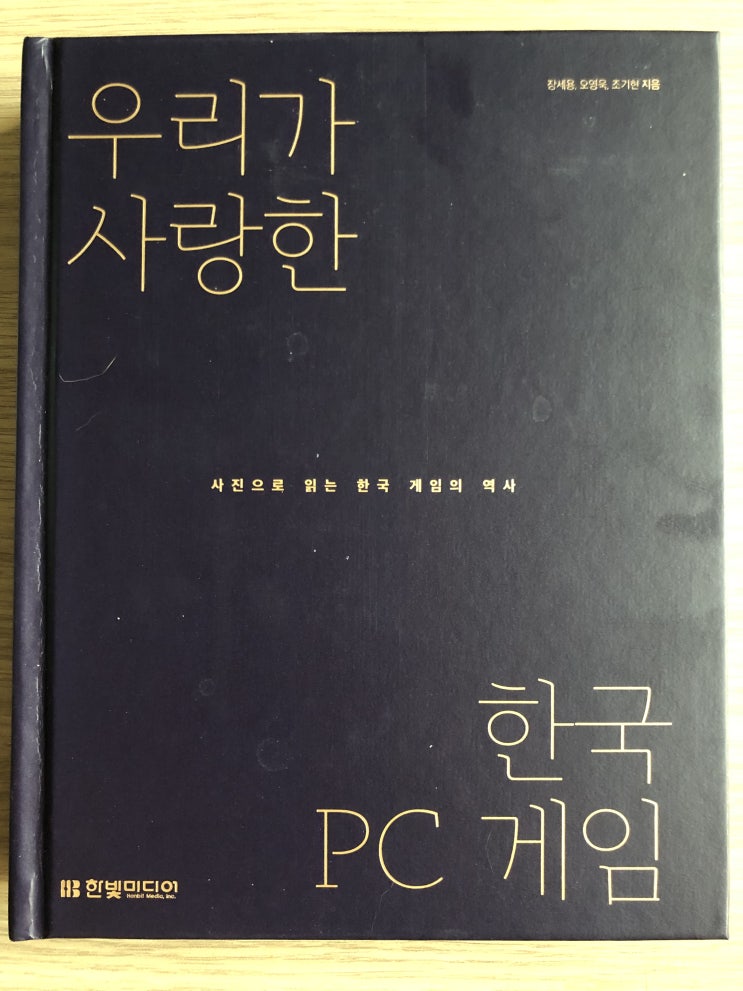 장세용, 오영욱, 조기현 지음
우리가
사랑한
사진으로 읽는 한국 게임의 역사
한국
PC 게임
한빛미디어
Hanbit Media, Inc.